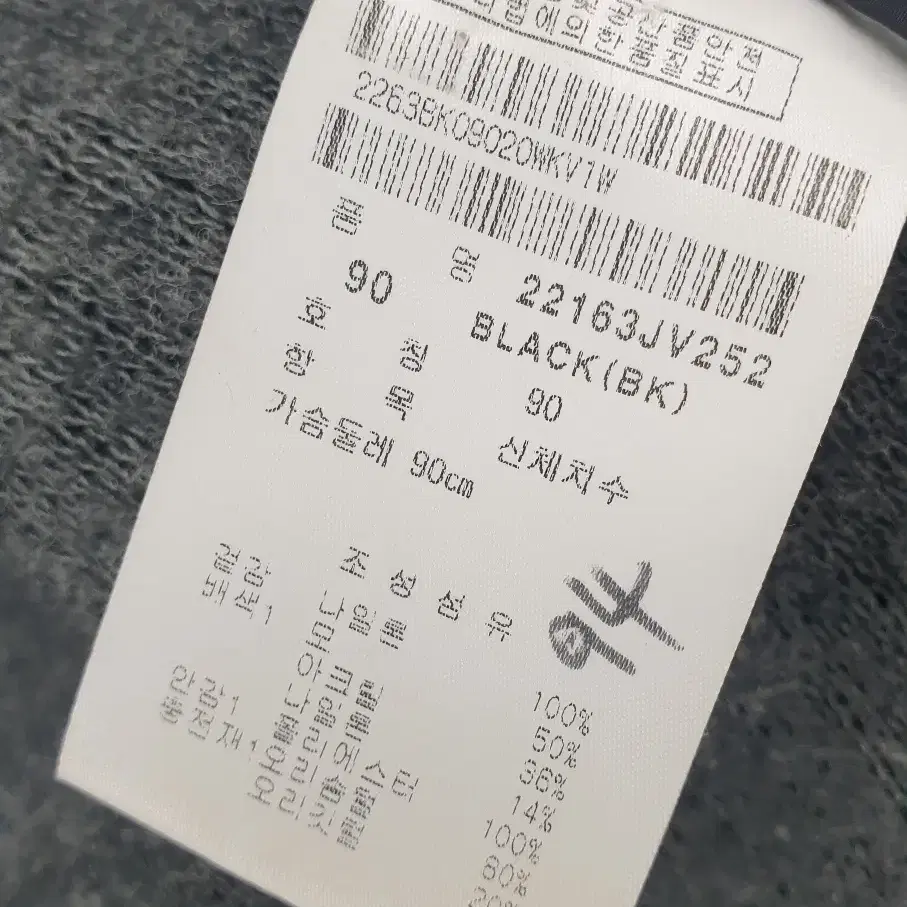 법에의한품질표시
2263BK09020WKV1W
품 명 22163JV252
90 BLACK(BK)
호 칭 90
항 목 신체치수
가슴둘레 90cm
94
조 성 섬 유
겉감 나일론 100%
배색1 모 50%
아크릴 36%
나일론 14%
안감1 폴리에스터 100%
충전재1 오리솜털 80%
오리깃털 20%